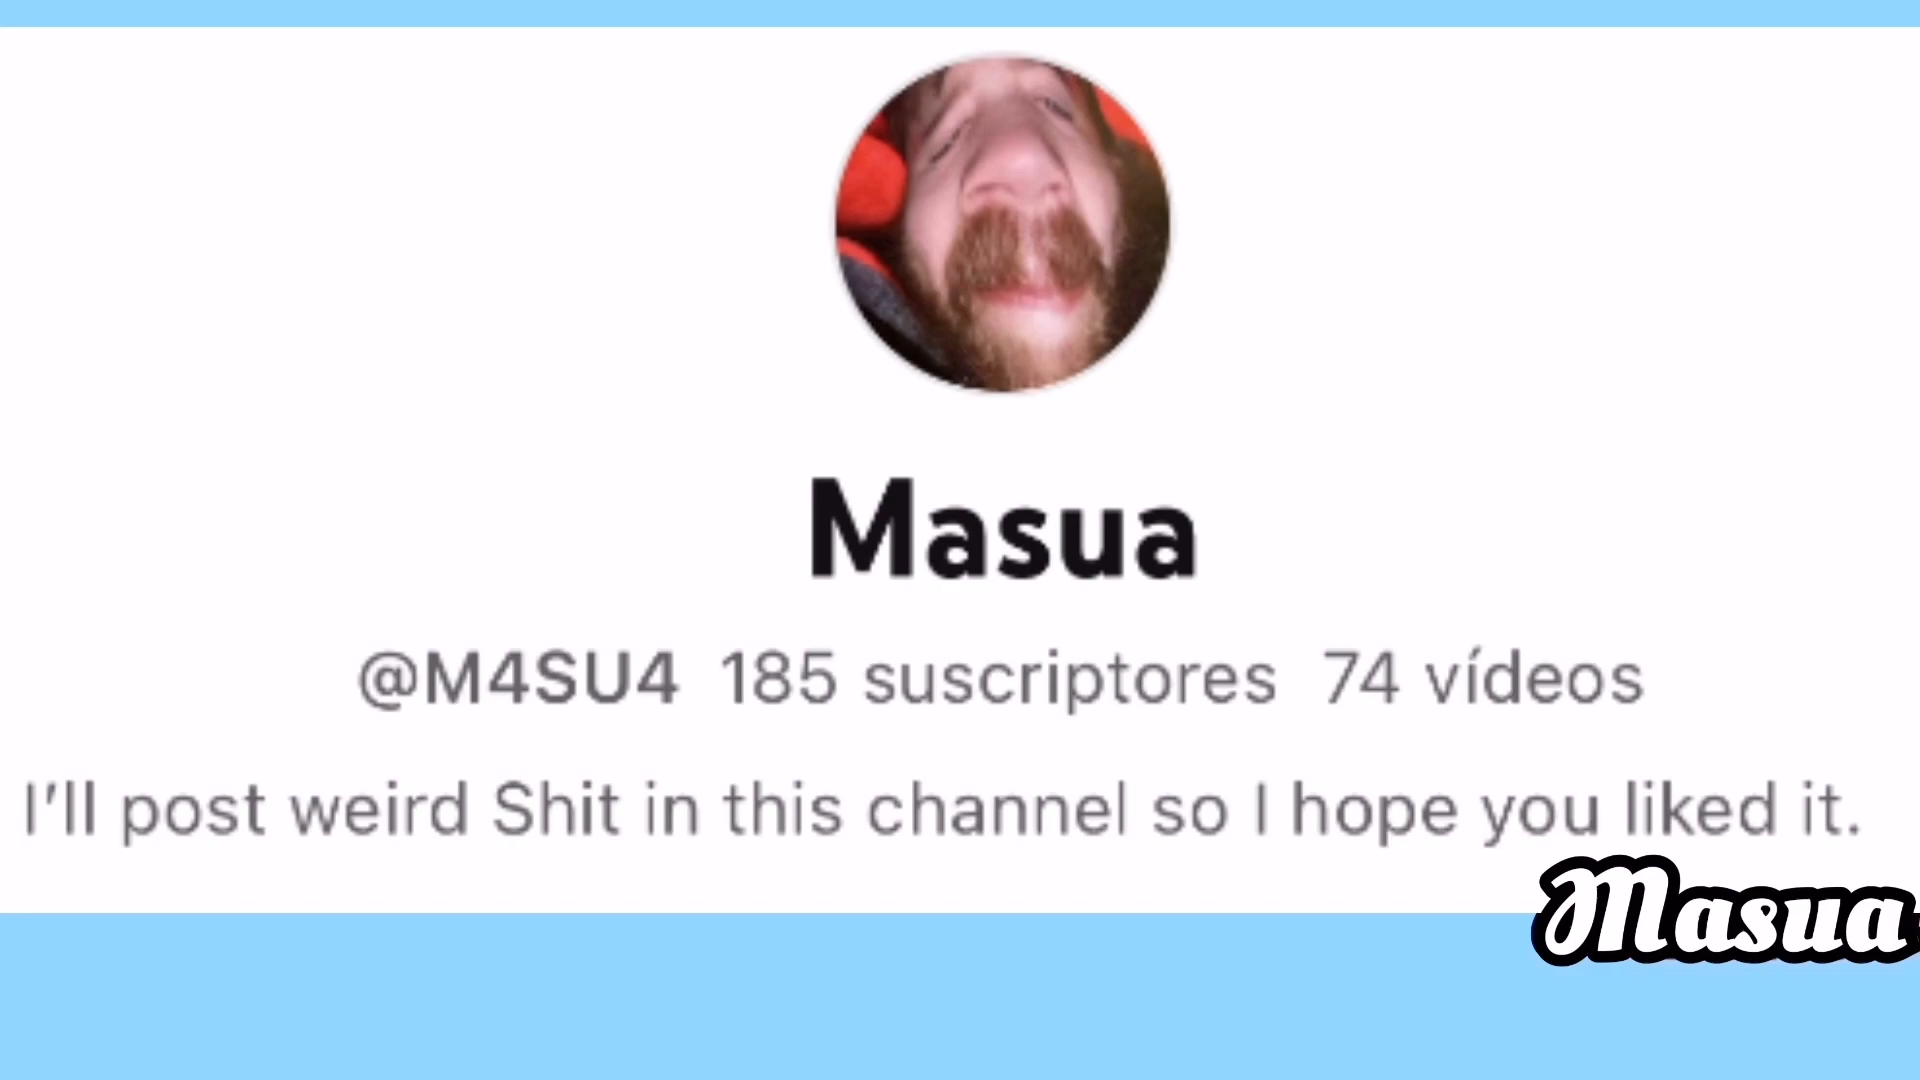 Masua
@M4SU4 185 suscriptores 74 vídeos
I'll post weird Shit in this channel so I hope you liked it.
Masua